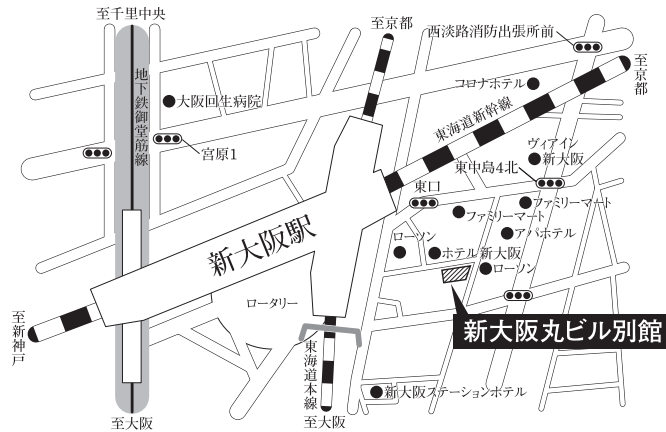 至千里中央
至京都
西淡路消防出張所前
至京都
地下鉄御堂筋線
大阪回生病院
コロナホテル
東海道新幹線
宮原1
ヴィアイン
新大阪
東中島4北
東口
ファミリーマート
ファミリーマート
アパホテル
新大阪駅
ローソン
ホテル新大阪
ローソン
ロータリー
至新神戸
新大阪丸ビル別館
東海道本線
新大阪ステーションホテル
至大阪
至大阪